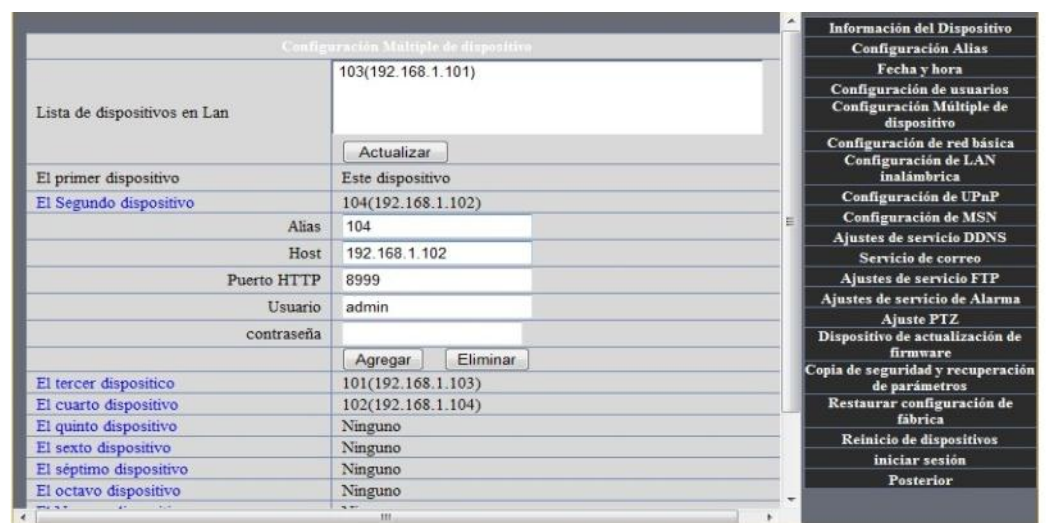 Configuración Múltiple de dispositivo
Lista de dispositivos en Lan
103(192.168.1.101)
Actualizar
El primer dispositivo Este dispositivo
El Segundo dispositivo 104(192.168.1.102)
Alias 104
Host 192.168.1.102
Puerto HTTP 8999
Usuario admin
contraseña
Agregar Eliminar
El tercer dispositico 101(192.168.1.103)
El cuarto dispositivo 102(192.168.1.104)
El quinto dispositivo Ninguno
El sexto dispositivo Ninguno
El séptimo dispositivo Ninguno
El octavo dispositivo Ninguno
Información del Dispositivo
Configuración Alias
Fecha y hora
Configuración de usuarios
Configuración Múltiple de
dispositivo
Configuración de red básica
Configuración de LAN
inalámbrica
Configuración de UPnP
Configuración de MSN
Ajustes de servicio DDNS
Servicio de correo
Ajustes de servicio FTP
Ajustes de servicio de Alarma
Ajuste PTZ
Dispositivo de actualización de
firmware
Copia de seguridad y recuperación
de parámetros
Restaurar configuración de
fábrica
Reinicio de dispositivos
iniciar sesión
Posterior